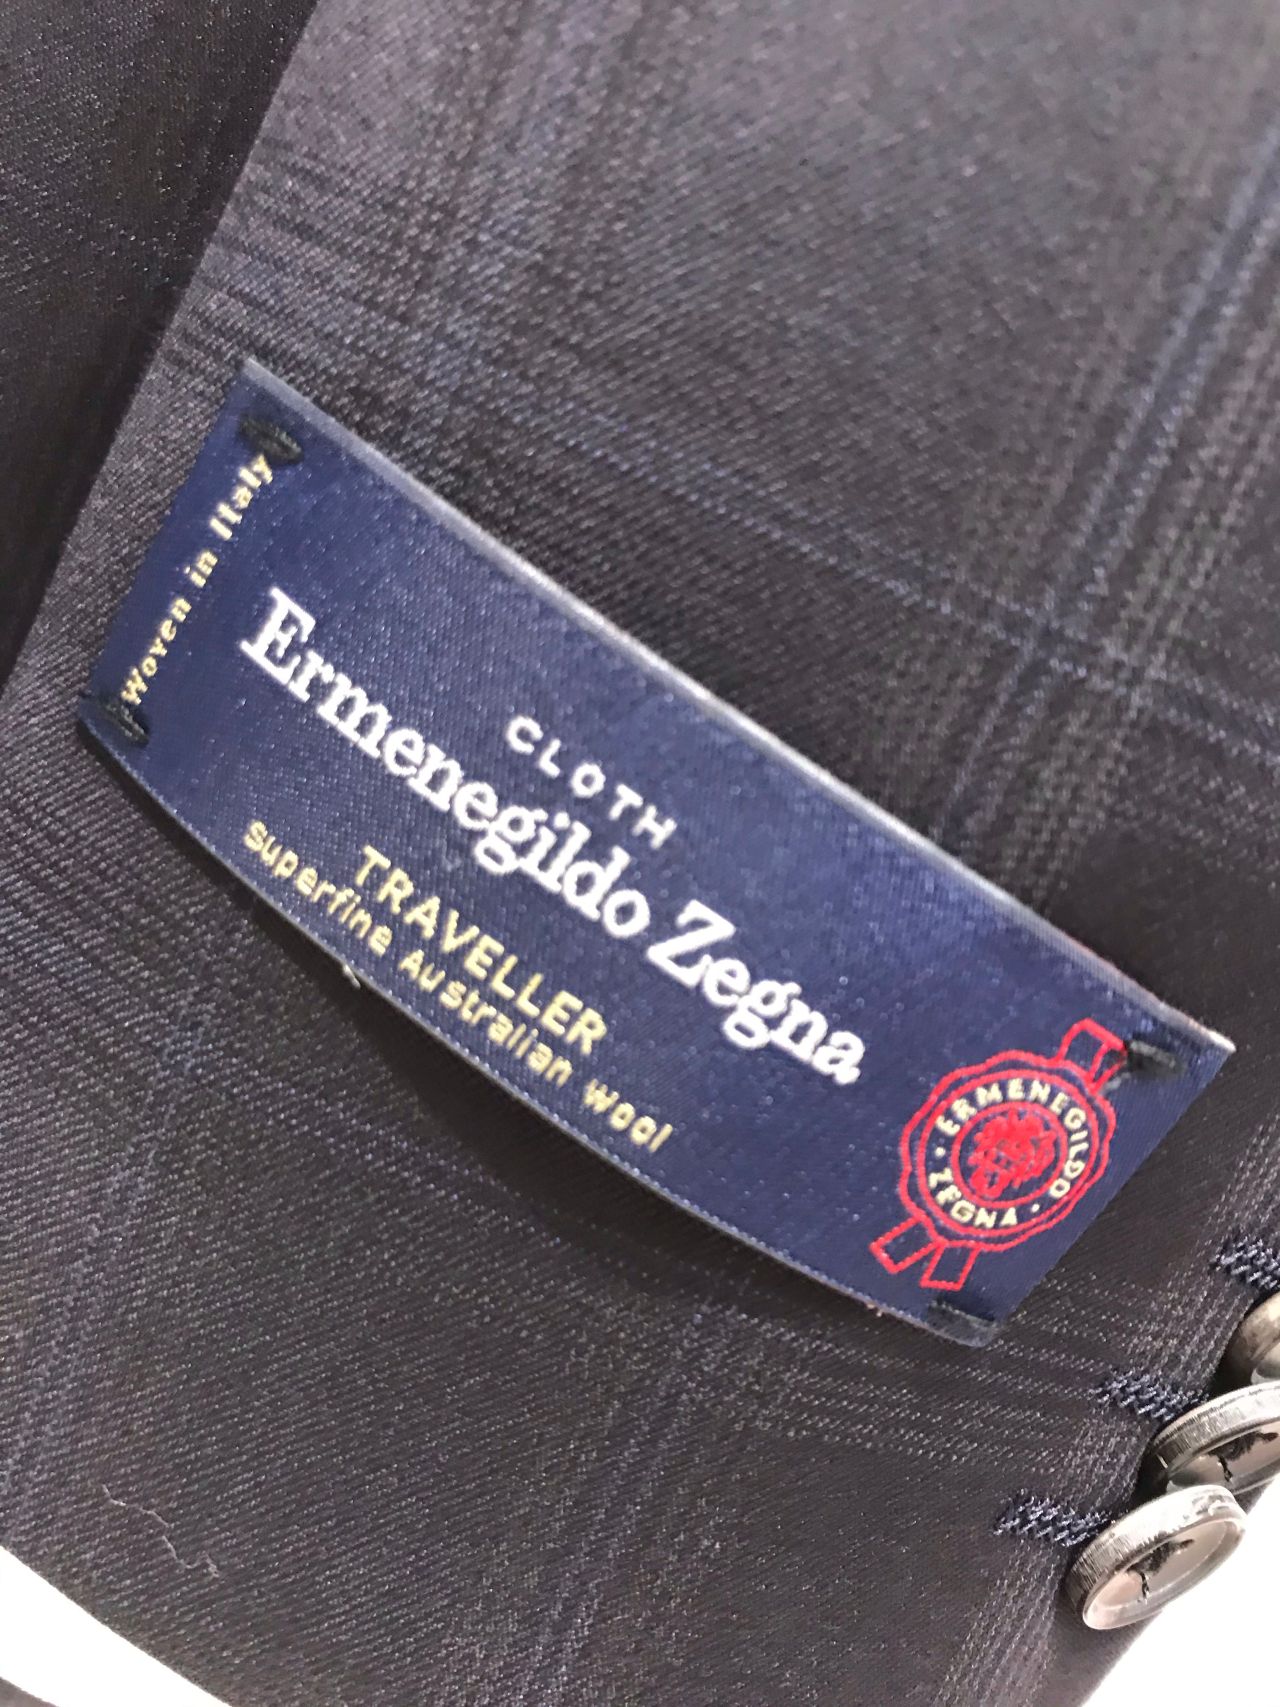 Woven in Italy
CLOTH
Ermenegildo Zegna
TRAVELLER
superfine Australian wool
ERMENEGILDO
· ZEGNA ·